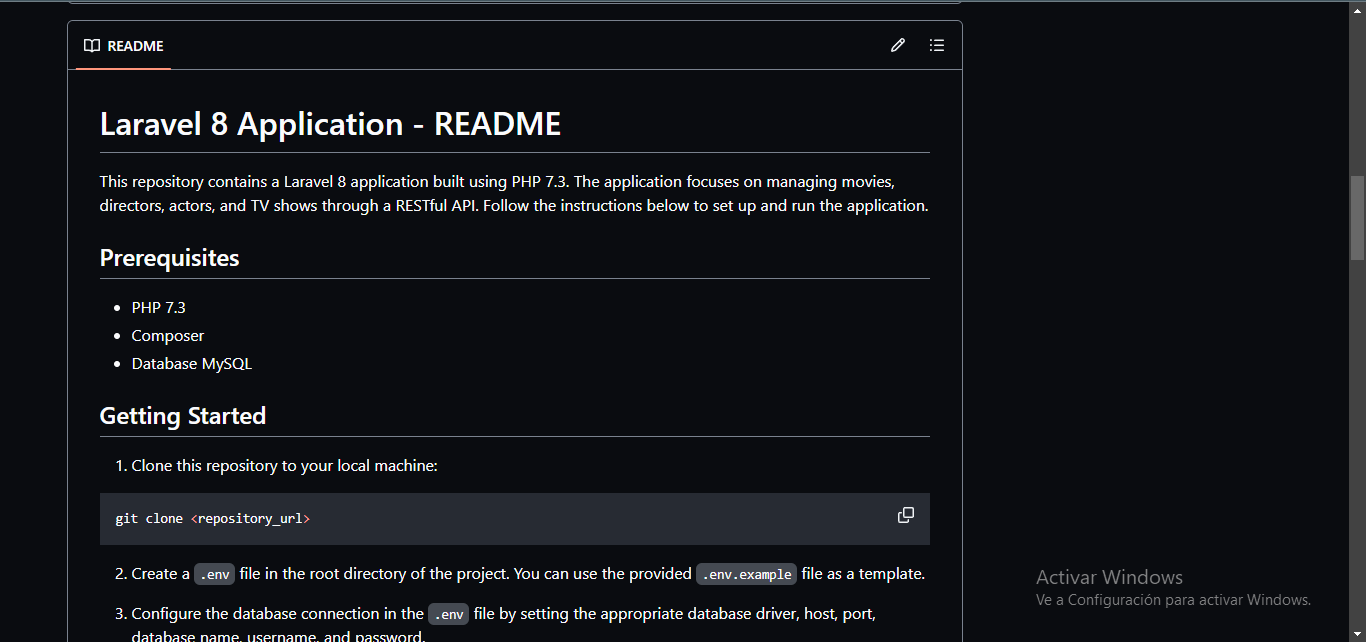 README
Laravel 8 Application - README
This repository contains a Laravel 8 application built using PHP 7.3. The application focuses on managing movies,
directors, actors, and TV shows through a RESTful API. Follow the instructions below to set up and run the application.
Prerequisites
PHP 7.3
Composer
Database MySQL
Getting Started
1. Clone this repository to your local machine:
git clone <repository_url>
2. Create a .env file in the root directory of the project. You can use the provided .env.example file as a template.
3. Configure the database connection in the .env file by setting the appropriate database driver, host, port,
database name, username, and password.
Activar Windows
Ve a Configuración para activar Windows.